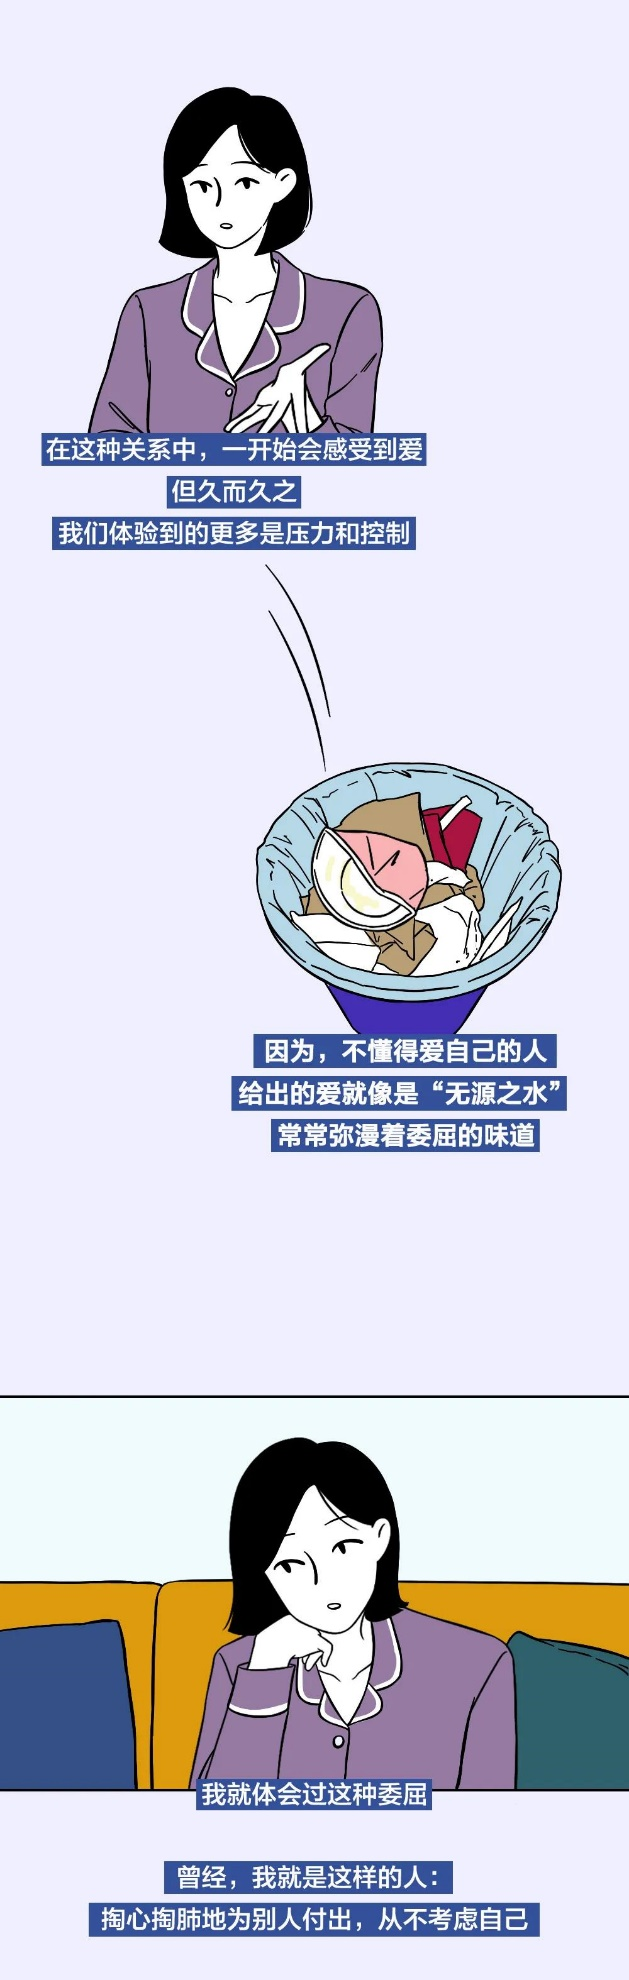 在这种关系中，一开始会感受到爱
但久而久之
我们体验到的更多是压力和控制
因为，不懂得爱自己的人
给出的爱就像是“无源之水”
常常弥漫着委屈的味道
我就体会过这种委屈
曾经，我就是这样的人：
掏心掏肺地为别人付出，从不考虑自己